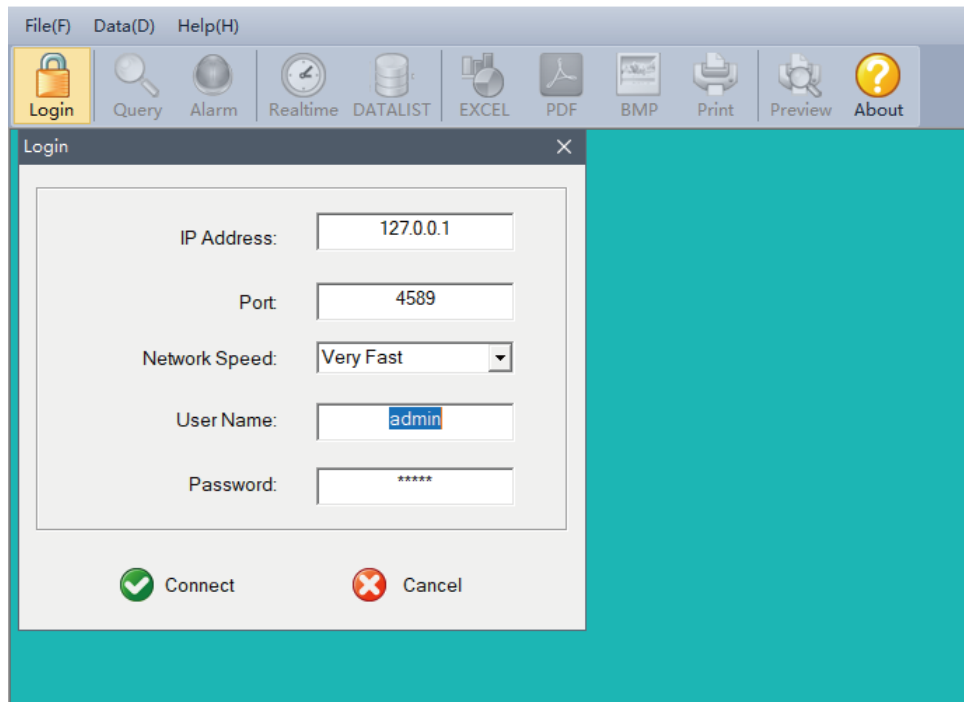 File(F) Data(D) Help(H)
Login Query Alarm Realtime DATALIST EXCEL PDF BMP Print Preview About
Login
IP Address: 127.0.0.1
Port: 4589
Network Speed: Very Fast
User Name: admin
Password: *****
Connect Cancel